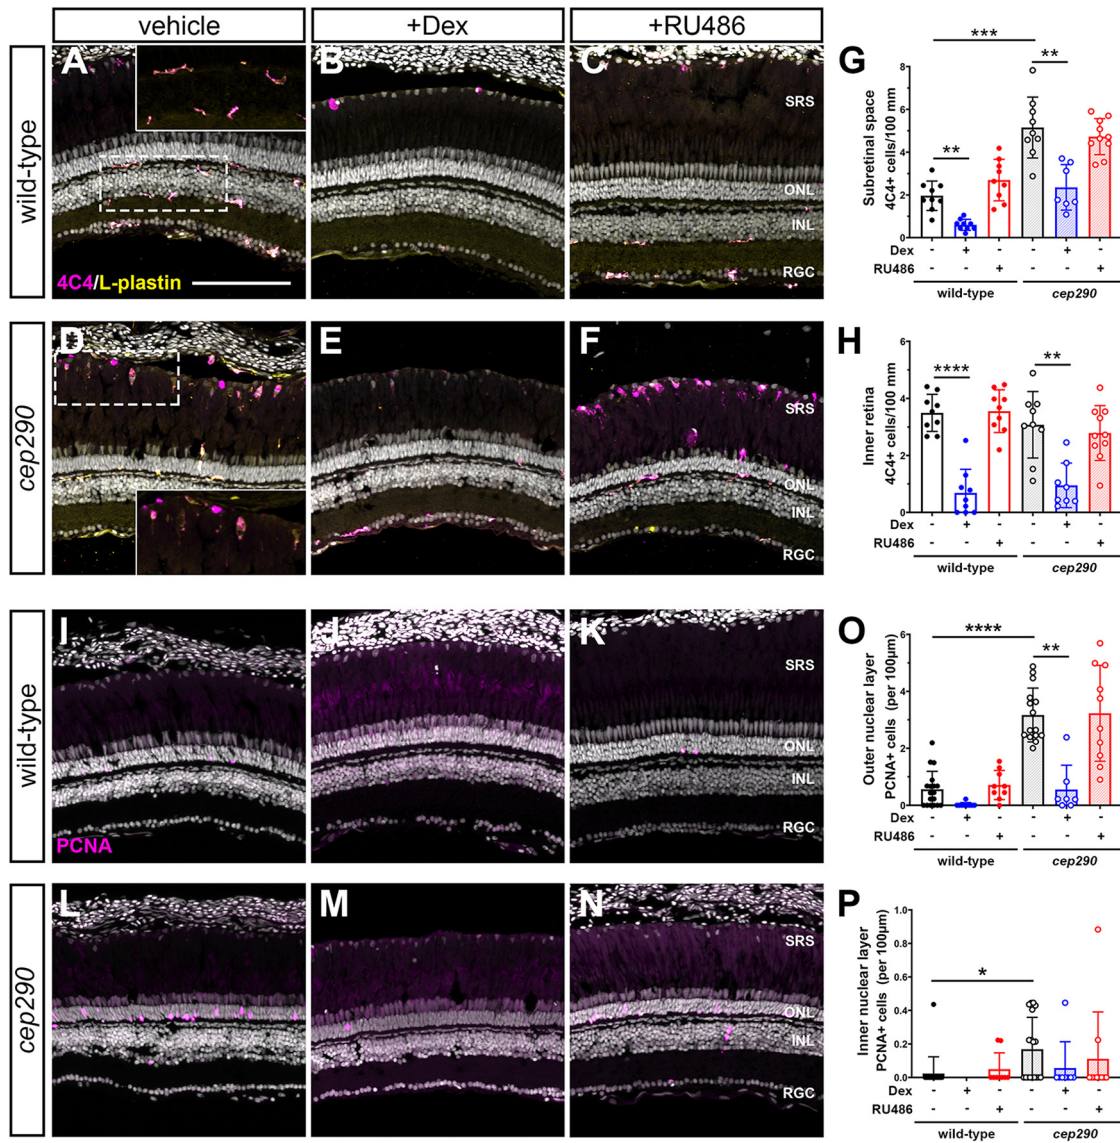 vehicle
+Dex
+RU486
wild-type
A
B
C
SRS
ONL
INL
RGC
4C4/L-plastin
G
***
**
**
Subretinal space
4C4+ cells/100 mm
8
6
4
2
0
Dex - + - - + -
RU486 - - + - - +
wild-type cep290
cep290
D
E
F
SRS
ONL
INL
RGC
H
****
**
Inner retina
4C4+ cells/100 mm
6
4
2
0
Dex - + - - + -
RU486 - - + - - +
wild-type cep290
wild-type
I
J
K
SRS
ONL
INL
RGC
PCNA
O
****
**
Outer nuclear layer
PCNA+ cells (per 100μm)
6
4
2
0
Dex - + - - + -
RU486 - - + - - +
wild-type cep290
cep290
L
M
N
SRS
ONL
INL
RGC
P
*
Inner nuclear layer
PCNA+ cells (per 100μm)
1.0
0.8
0.6
0.4
0.2
0.0
Dex - + - - + -
RU486 - - + - - +
wild-type cep290